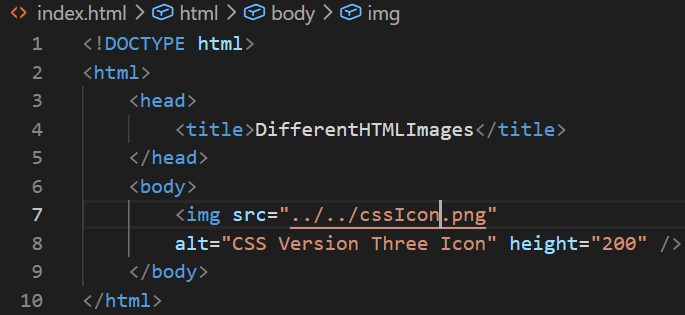 <> index.html > html > body > img
1 <!DOCTYPE html>
2 <html>
3 <head>
4 <title>DifferentHTMLImages</title>
5 </head>
6 <body>
7 <img src="../../cssIcon.png"
8 alt="CSS Version Three Icon" height="200" />
9 </body>
10 </html>